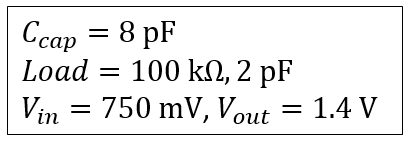 C_cap = 8 pF
Load = 100 kΩ, 2 pF
V_in = 750 mV, V_out = 1.4 V